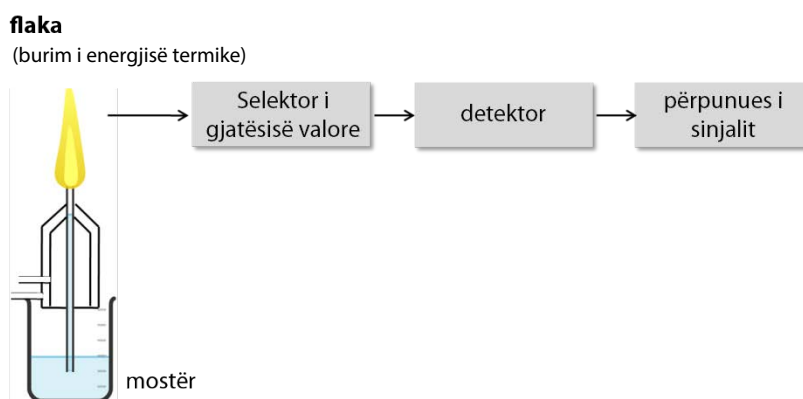 flaka
(burim i energjisë termike)
Selektor i
gjatësisë valore
detektor
përpunues i
sinjalit
mostër